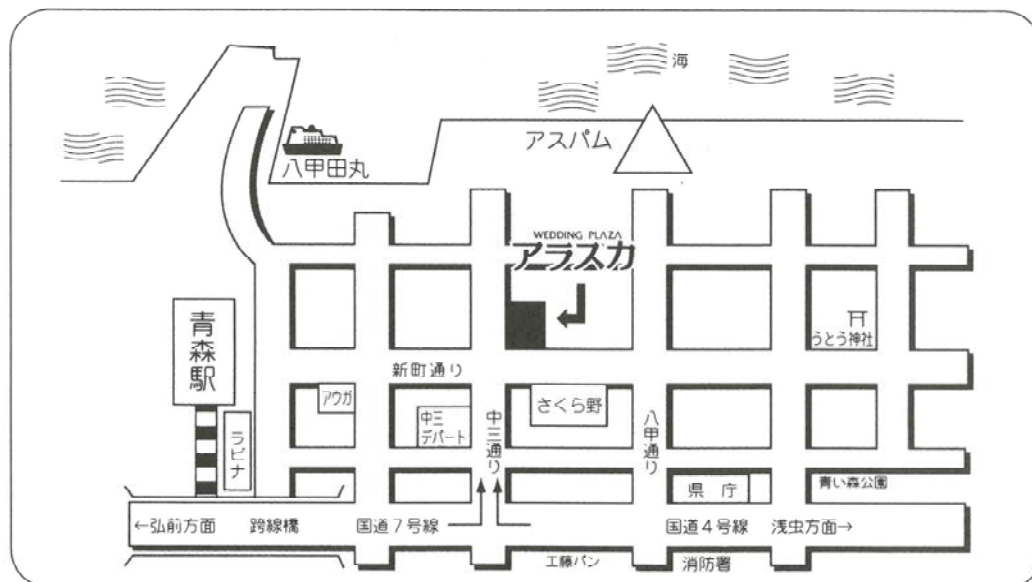 海
アスパム
八甲田丸
WEDDING PLAZA
アラスカ
青森駅
うとう神社
新町通り
アウガ
中三
デパート
さくら野
ラビナ
中三通り
八甲通り
県庁
青い森公園
←弘前方面
跨線橋
国道7号線
国道4号線
浅虫方面→
工藤パン
消防署